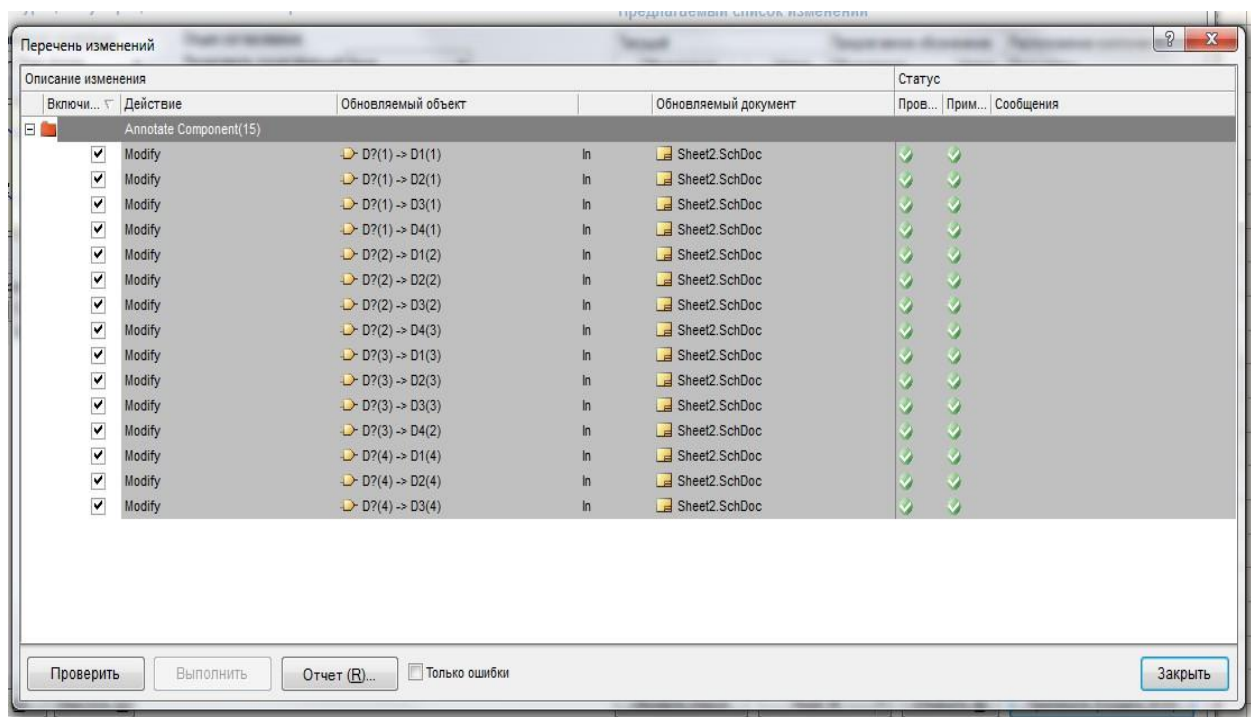 Предлагаемый список изменений
Перечень изменений
Описание изменения Статус
Включи... Действие Обновляемый объект Обновляемый документ Пров... Прим... Сообщения
Annotate Component(15)
Modify D?(1) -> D1(1) In Sheet2.SchDoc
Modify D?(1) -> D2(1) In Sheet2.SchDoc
Modify D?(1) -> D3(1) In Sheet2.SchDoc
Modify D?(1) -> D4(1) In Sheet2.SchDoc
Modify D?(2) -> D1(2) In Sheet2.SchDoc
Modify D?(2) -> D2(2) In Sheet2.SchDoc
Modify D?(2) -> D3(2) In Sheet2.SchDoc
Modify D?(2) -> D4(3) In Sheet2.SchDoc
Modify D?(3) -> D1(3) In Sheet2.SchDoc
Modify D?(3) -> D2(3) In Sheet2.SchDoc
Modify D?(3) -> D3(3) In Sheet2.SchDoc
Modify D?(3) -> D4(2) In Sheet2.SchDoc
Modify D?(4) -> D1(4) In Sheet2.SchDoc
Modify D?(4) -> D2(4) In Sheet2.SchDoc
Modify D?(4) -> D3(4) In Sheet2.SchDoc
Проверить Выполнить Отчет (R)... Только ошибки Закрыть